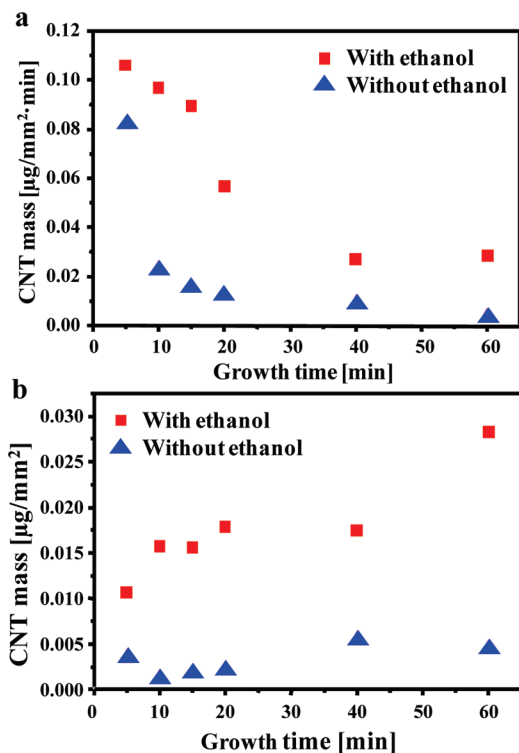 a
0.12
0.10
0.08
0.06
0.04
0.02
0.00
CNT mass [µg/mm²·min]
With ethanol
Without ethanol
0 10 20 30 40 50 60
Growth time [min]
b
0.030
0.025
0.020
0.015
0.010
0.005
0.000
CNT mass [µg/mm²]
With ethanol
Without ethanol
0 10 20 30 40 50 60
Growth time [min]